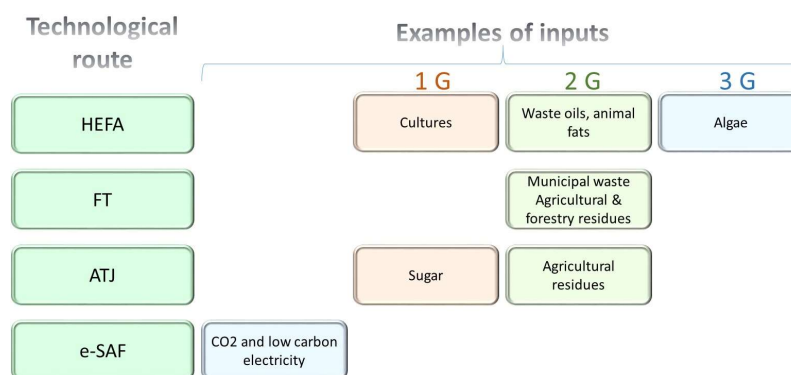 Technological
route
Examples of inputs
1 G
2 G
3 G
HEFA
Cultures
Waste oils, animal
fats
Algae
FT
Municipal waste
Agricultural &
forestry residues
ATJ
Sugar
Agricultural
residues
e-SAF
CO2 and low carbon
electricity